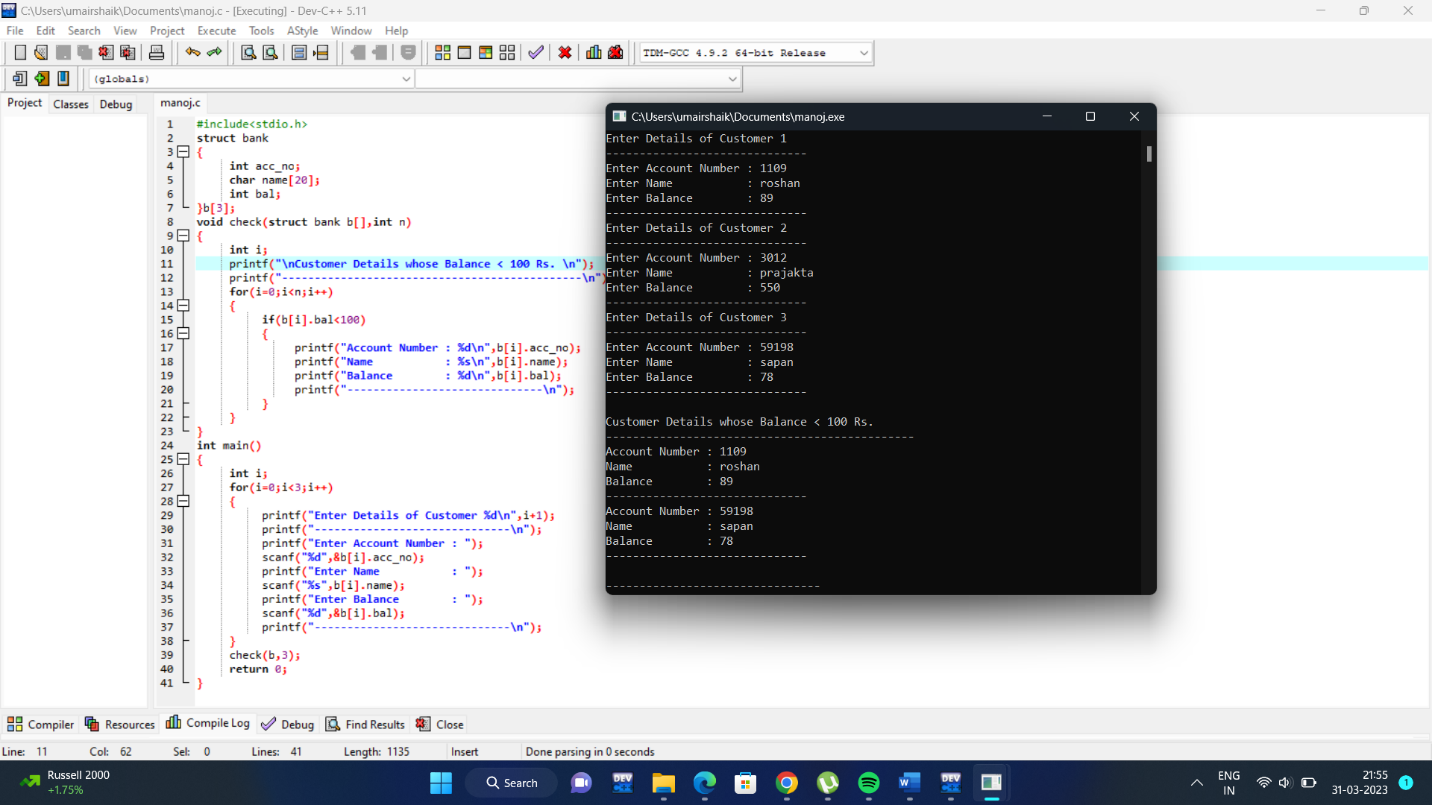 C:\Users\umairshaik\Documents\manoj.c - [Executing] - Dev-C++ 5.11
File Edit Search View Project Execute Tools AStyle Window Help
TDM-GCC 4.9.2 64-bit Release
(globals)
Project Classes Debug
manoj.c
1 #include<stdio.h>
2 struct bank
3 {
4 int acc_no;
5 char name[20];
6 int bal;
7 }b[3];
8 void check(struct bank b[],int n)
9 {
10 int i;
11 printf("\nCustomer Details whose Balance < 100 Rs. \n");
12 printf("----------------------------------------------\n")
13 for(i=0;i<n;i++)
14 {
15 if(b[i].bal<100)
16 {
17 printf("Account Number : %d\n",b[i].acc_no);
18 printf("Name           : %s\n",b[i].name);
19 printf("Balance        : %d\n",b[i].bal);
20 printf("------------------------------\n");
21 }
22 }
23 }
24 int main()
25 {
26 int i;
27 for(i=0;i<3;i++)
28 {
29 printf("Enter Details of Customer %d\n",i+1);
30 printf("------------------------------\n");
31 printf("Enter Account Number : ");
32 scanf("%d",&b[i].acc_no);
33 printf("Enter Name           : ");
34 scanf("%s",b[i].name);
35 printf("Enter Balance        : ");
36 scanf("%d",&b[i].bal);
37 printf("------------------------------\n");
38 }
39 check(b,3);
40 return 0;
41 }
C:\Users\umairshaik\Documents\manoj.exe
Enter Details of Customer 1
------------------------------
Enter Account Number : 1109
Enter Name           : roshan
Enter Balance        : 89
------------------------------
Enter Details of Customer 2
------------------------------
Enter Account Number : 3012
Enter Name           : prajakta
Enter Balance        : 550
------------------------------
Enter Details of Customer 3
------------------------------
Enter Account Number : 59198
Enter Name           : sapan
Enter Balance        : 78
------------------------------
Customer Details whose Balance < 100 Rs.
----------------------------------------------
Account Number : 1109
Name           : roshan
Balance        : 89
------------------------------
Account Number : 59198
Name           : sapan
Balance        : 78
------------------------------
--------------------------------
Compiler Resources Compile Log Debug Find Results Close
Line: 11 Col: 62 Sel: 0 Lines: 41 Length: 1135 Insert Done parsing in 0 seconds
Russell 2000
+1.75%
Search
DEV
W
DEV
ENG
IN
21:55
31-03-2023
1